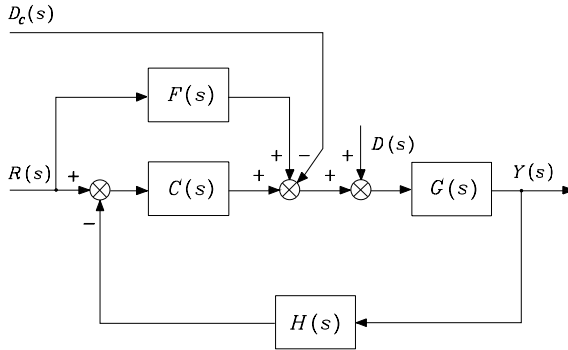 D_c(s)
F(s)
+ − + D(s)
R(s) + C(s) + + G(s) Y(s)
−
H(s)